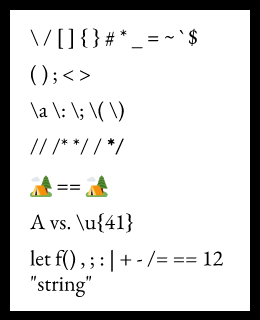 \ / [ ] { } # * _ = ~ ` $
( ) ; < >
\a \: \; \( \)
// /* */ / */
🏕 == 🏕
A vs. \u{41}
let f() , ; : | + - /= == 12
"string"